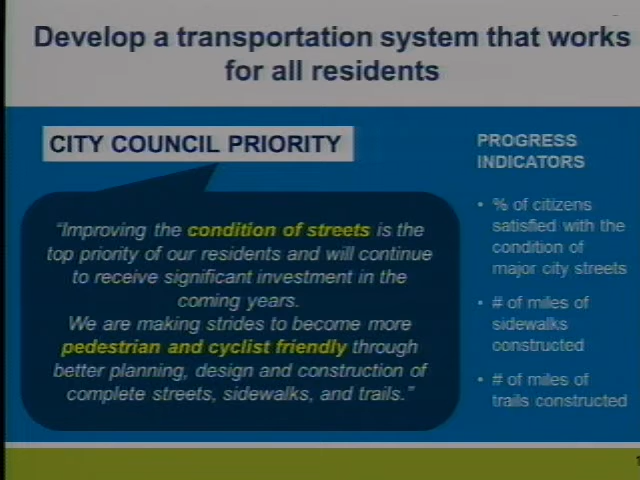 Develop a transportation system that works
for all residents
CITY COUNCIL PRIORITY
“Improving the condition of streets is the
top priority of our residents and will continue
to receive significant investment in the
coming years.
We are making strides to become more
pedestrian and cyclist friendly through
better planning, design and construction of
complete streets, sidewalks, and trails.”
PROGRESS
INDICATORS
• % of citizens
satisfied with the
condition of
major city streets
• # of miles of
sidewalks
constructed
• # of miles of
trails constructed